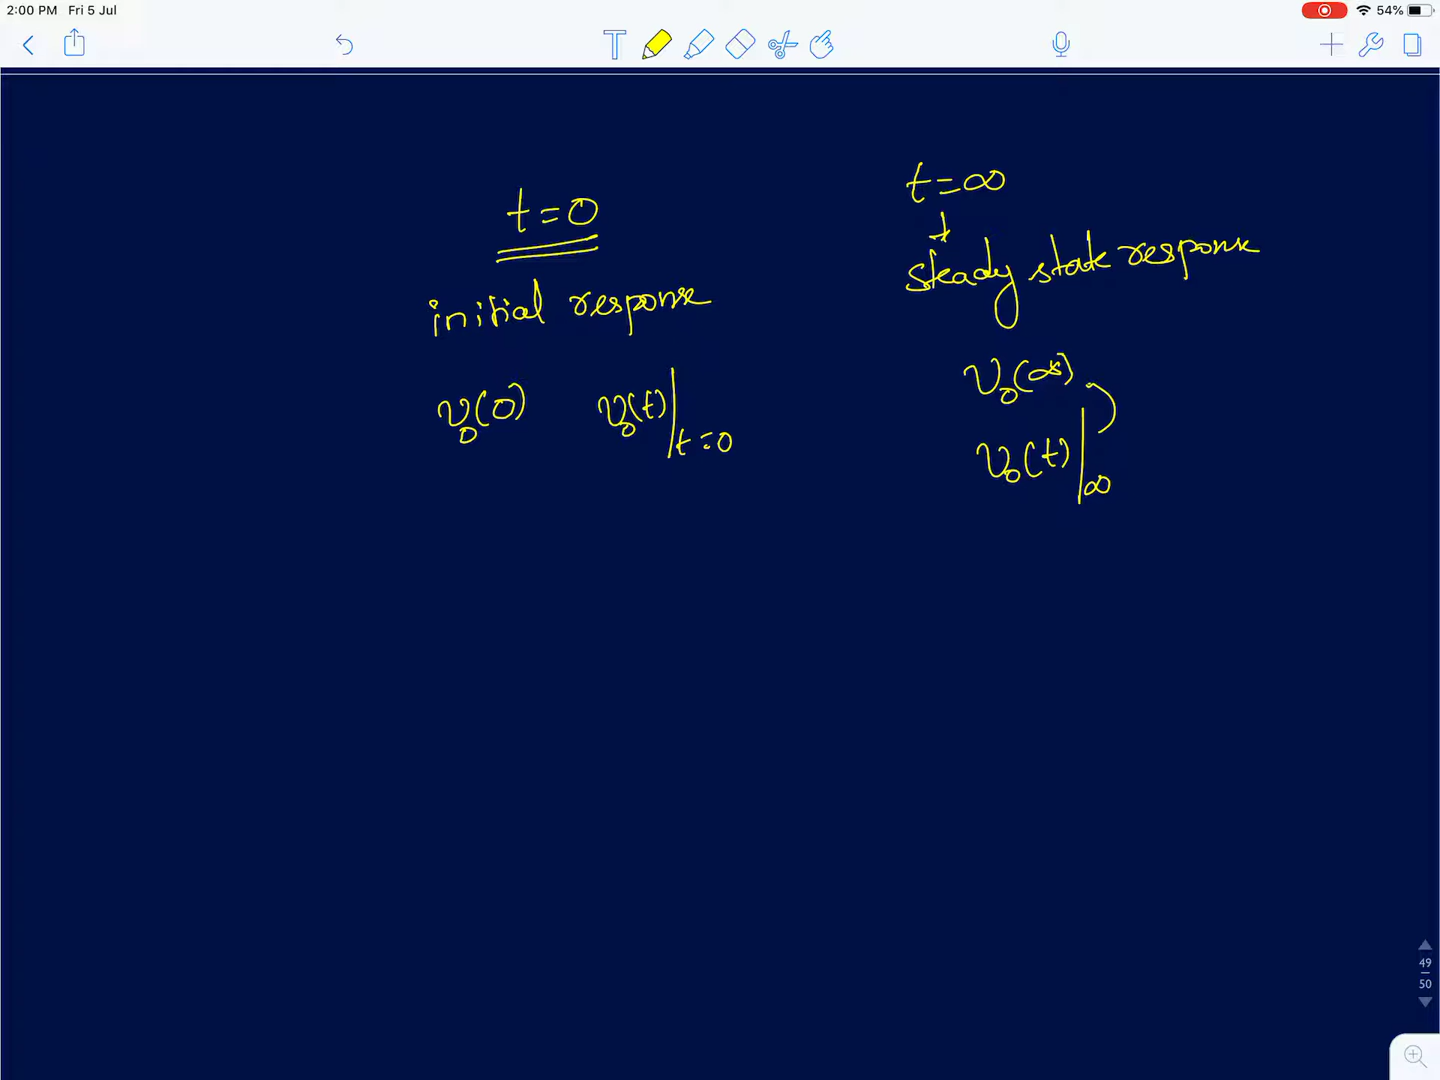 2:00 PM Fri 5 Jul
54%
t=0
initial response
v₀(0) v₀(t)|t=0
t=∞
steady state response
v₀(∞)
v₀(t)|∞
49
50